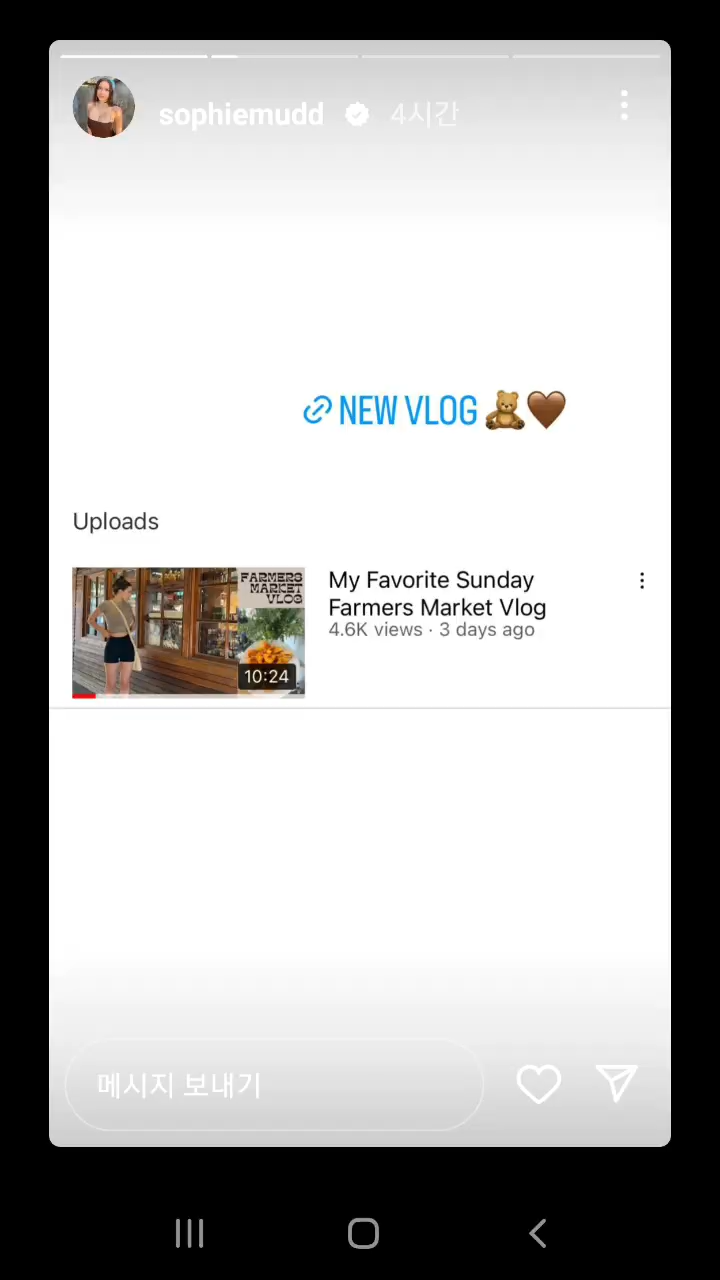 sophiemudd 4시간
NEW VLOG 🧸🤎
Uploads
FARMERS
MARKET
VLOG
10:24
My Favorite Sunday
Farmers Market Vlog
4.6K views · 3 days ago
메시지 보내기